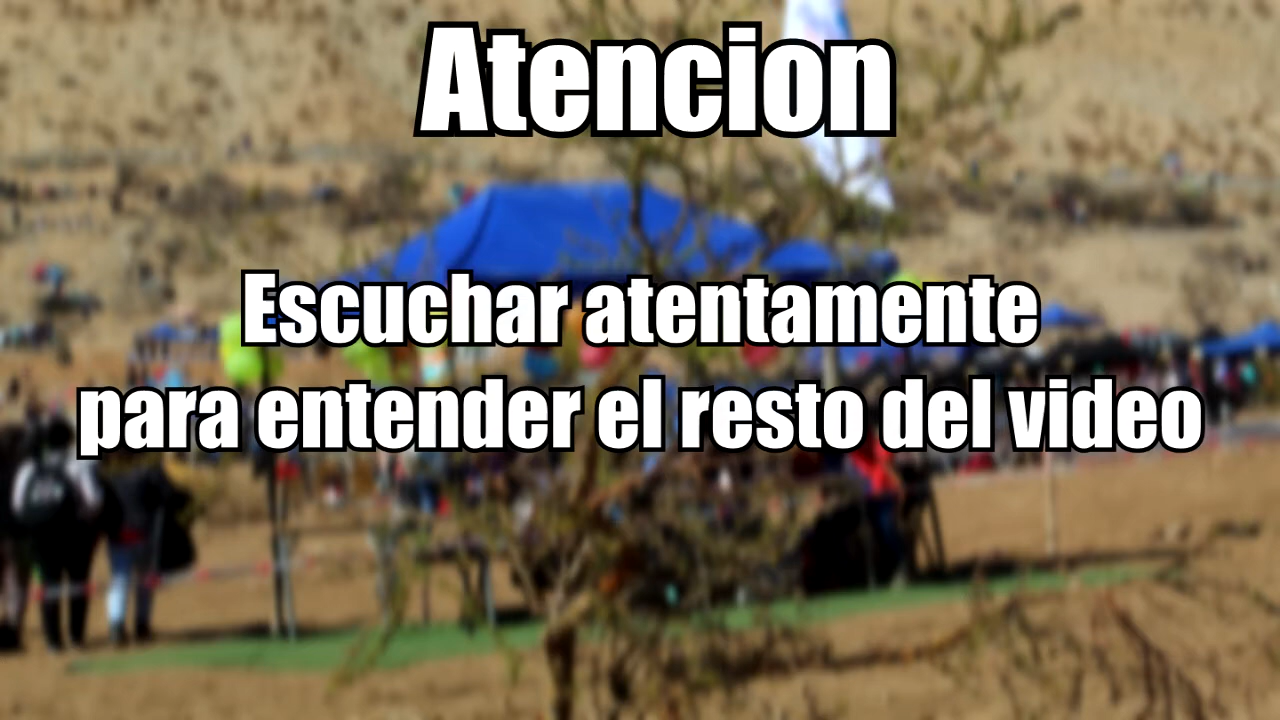 Atencion
Escuchar atentamente
para entender el resto del video